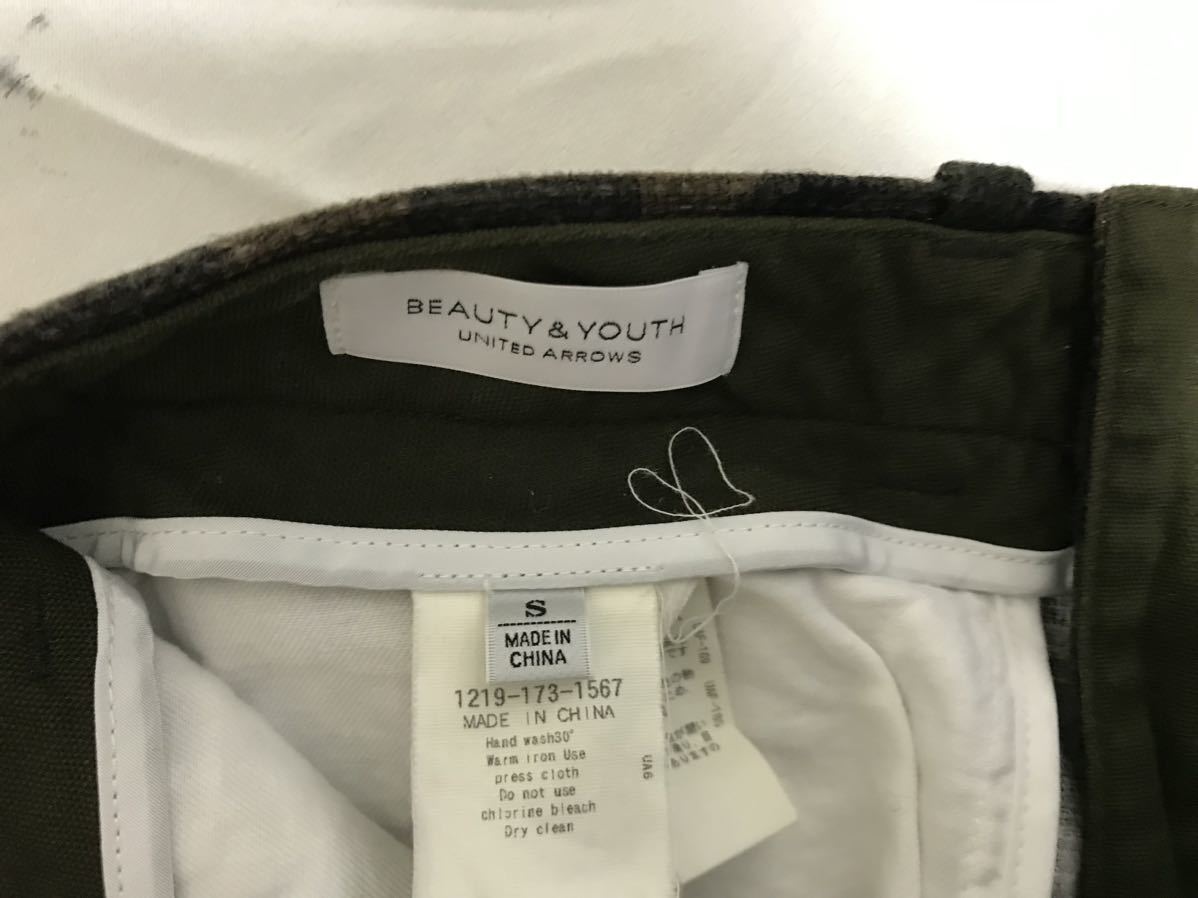 BEAUTY & YOUTH
UNITED ARROWS
S
MADE IN
CHINA
1219-173-1567
MADE IN CHINA
Hand wash30°
Warm iron Use
press cloth
Do not use
chlorine bleach
Dry clean
UA6